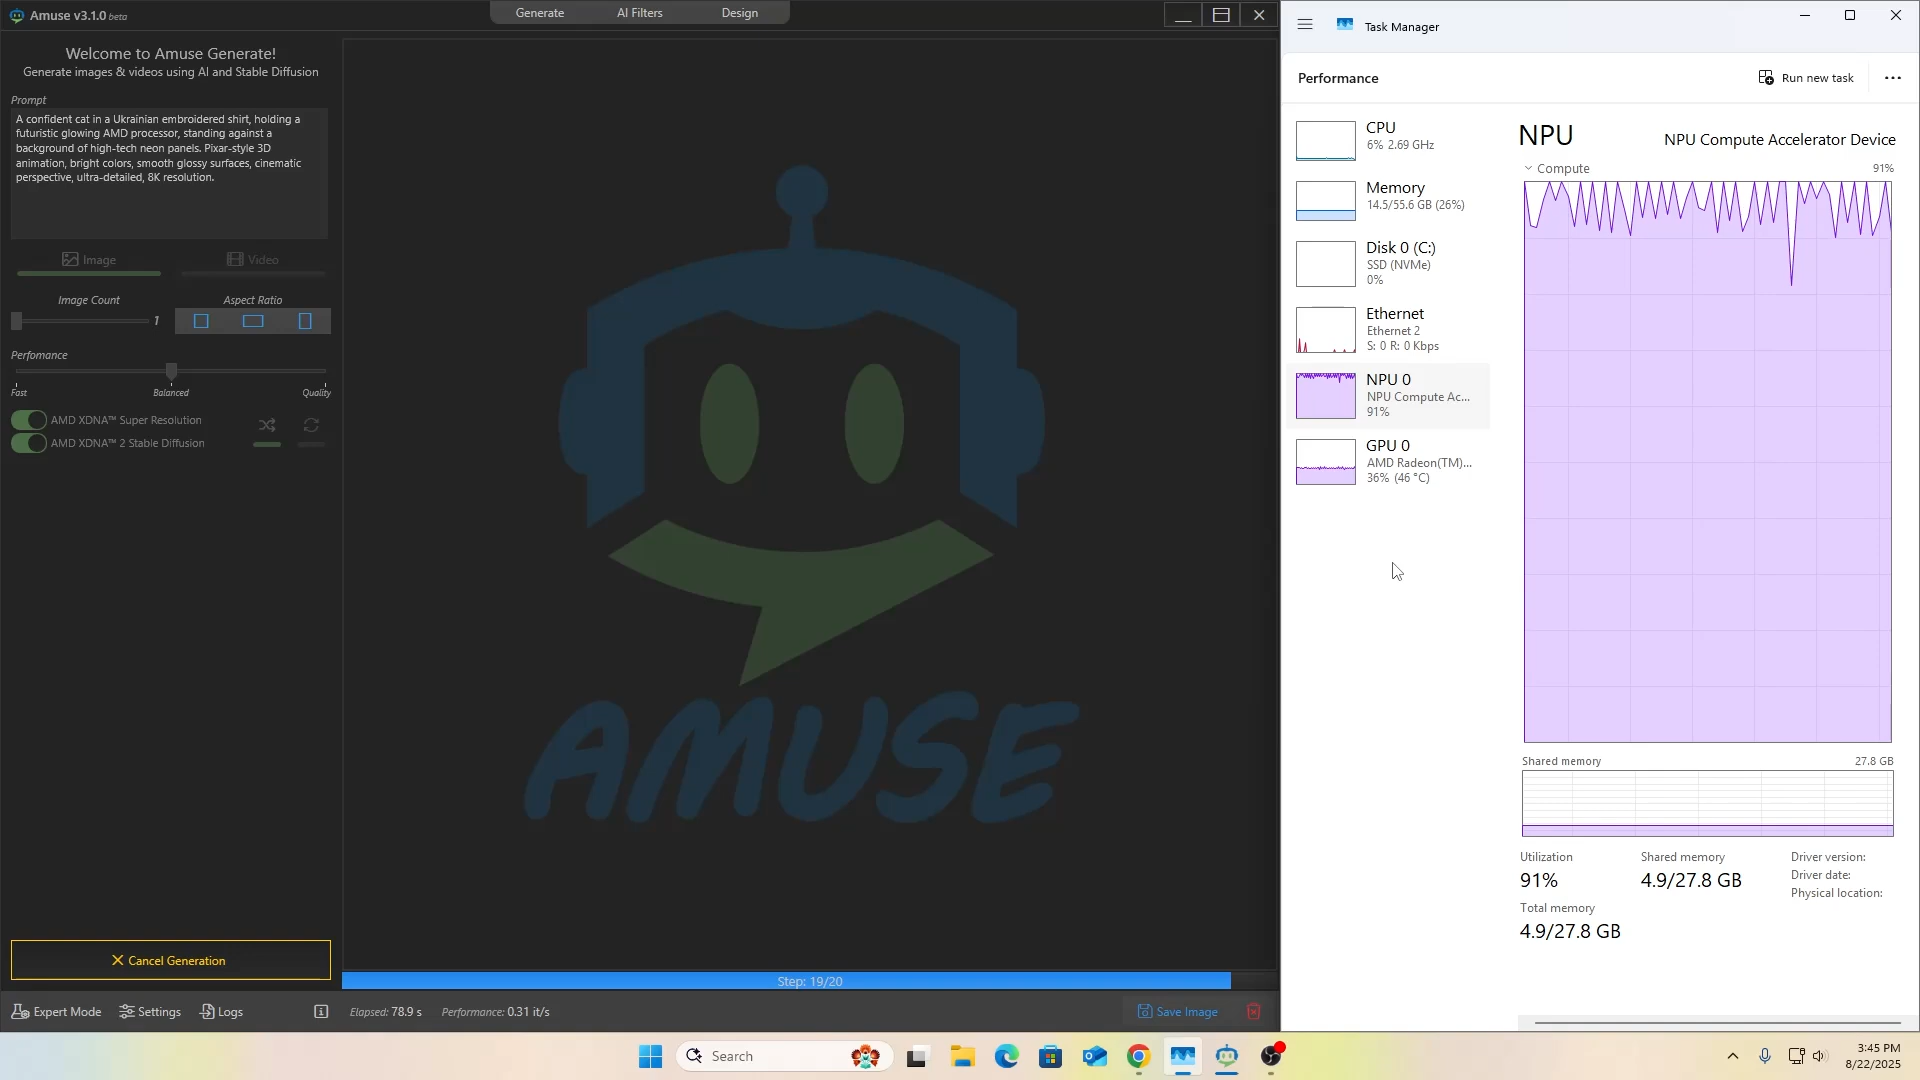 Amuse v3.1.0 beta
Generate
AI Filters
Design
Welcome to Amuse Generate!
Generate images & videos using AI and Stable Diffusion
Prompt
A confident cat in a Ukrainian embroidered shirt, holding a
futuristic glowing AMD processor, standing against a
background of high-tech neon panels. Pixar-style 3D
animation, bright colors, smooth glossy surfaces, cinematic
perspective, ultra-detailed, 8K resolution.
Image
Video
Image Count
Aspect Ratio
1
Perfomance
Fast
Balanced
Quality
AMD XDNA™ Super Resolution
AMD XDNA™ 2 Stable Diffusion
Cancel Generation
Expert Mode
Settings
Logs
AMUSE
Step: 19/20
Elapsed: 78.9 s
Performance: 0.31 it/s
Save Image
Task Manager
Performance
Run new task
CPU
6% 2.69 GHz
Memory
14.5/55.6 GB (26%)
Disk 0 (C:)
SSD (NVMe)
0%
Ethernet
Ethernet 2
S: 0 R: 0 Kbps
NPU 0
NPU Compute Ac...
91%
GPU 0
AMD Radeon(TM)...
36% (46 °C)
NPU
NPU Compute Accelerator Device
Compute
91%
Shared memory
27.8 GB
Utilization
91%
Shared memory
4.9/27.8 GB
Driver version:
Driver date:
Physical location:
Total memory
4.9/27.8 GB
Search
3:45 PM
8/22/2025